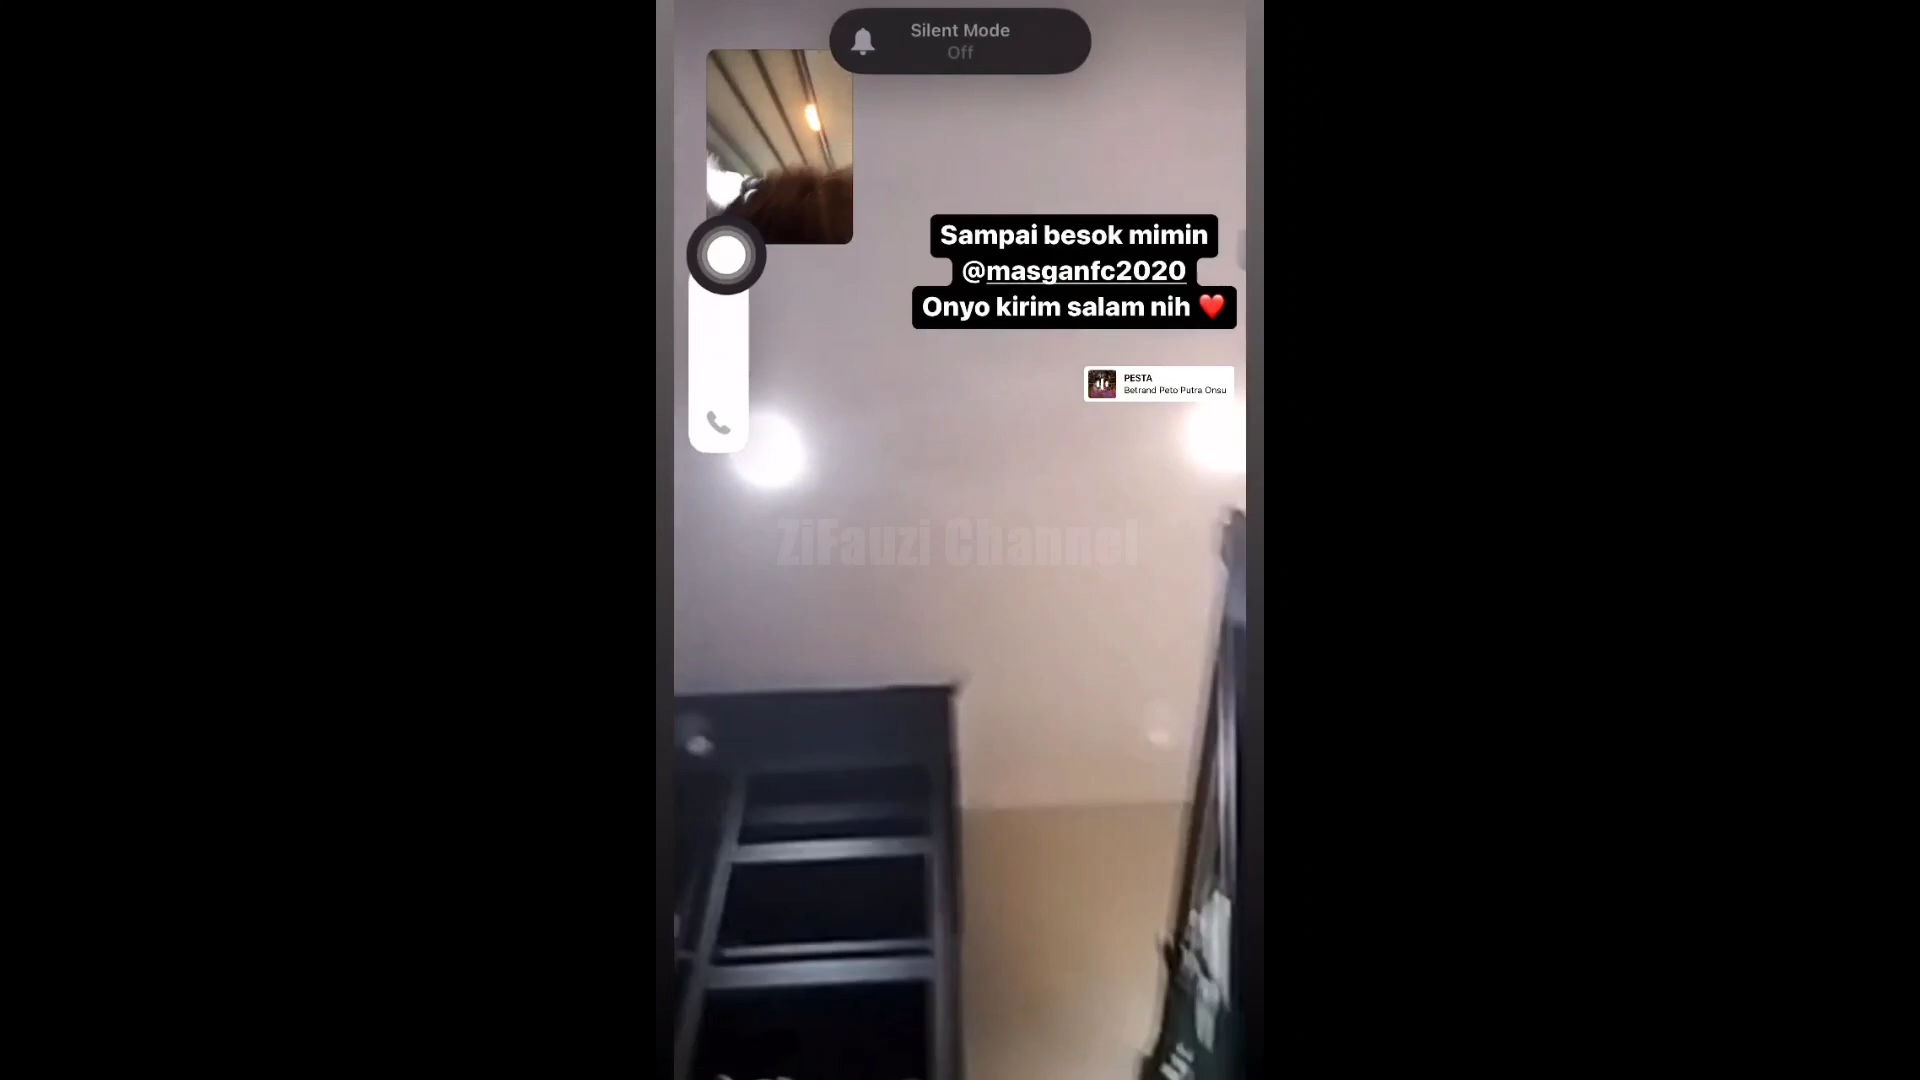 Silent Mode
Off
Sampai besok mimin
@masganfc2020
Onyo kirim salam nih ❤️
PESTA
Betrand Peto Putra Onsu
ZiFauzi Channel